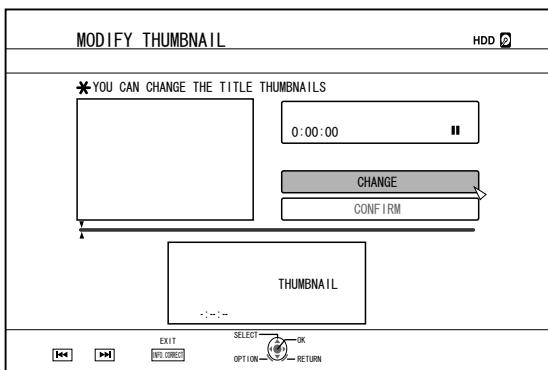 MODIFY THUMBNAIL
HDD
✱YOU CAN CHANGE THE TITLE THUMBNAILS
0:00:00
CHANGE
CONFIRM
THUMBNAIL
-:--:--
EXIT
INFO.CORRECT
SELECT
OK
OPTION
RETURN